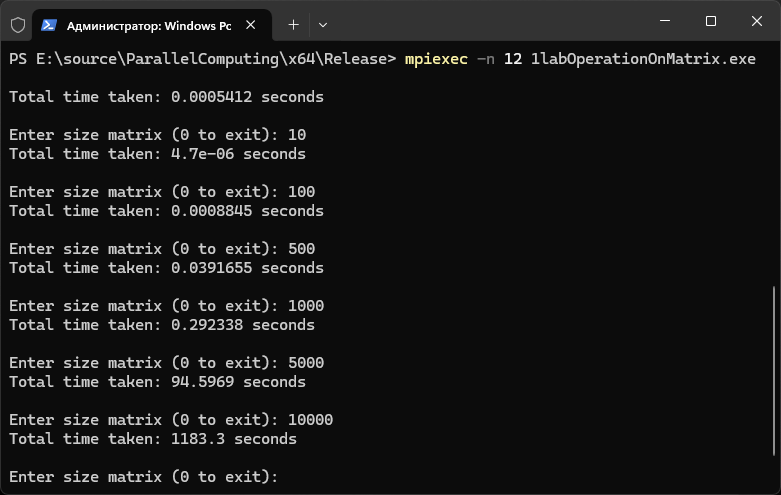 Администратор: Windows Po
PS E:\source\ParallelComputing\x64\Release> mpiexec -n 12 1labOperationOnMatrix.exe
Total time taken: 0.0005412 seconds
Enter size matrix (0 to exit): 10
Total time taken: 4.7e-06 seconds
Enter size matrix (0 to exit): 100
Total time taken: 0.0008845 seconds
Enter size matrix (0 to exit): 500
Total time taken: 0.0391655 seconds
Enter size matrix (0 to exit): 1000
Total time taken: 0.292338 seconds
Enter size matrix (0 to exit): 5000
Total time taken: 94.5969 seconds
Enter size matrix (0 to exit): 10000
Total time taken: 1183.3 seconds
Enter size matrix (0 to exit):